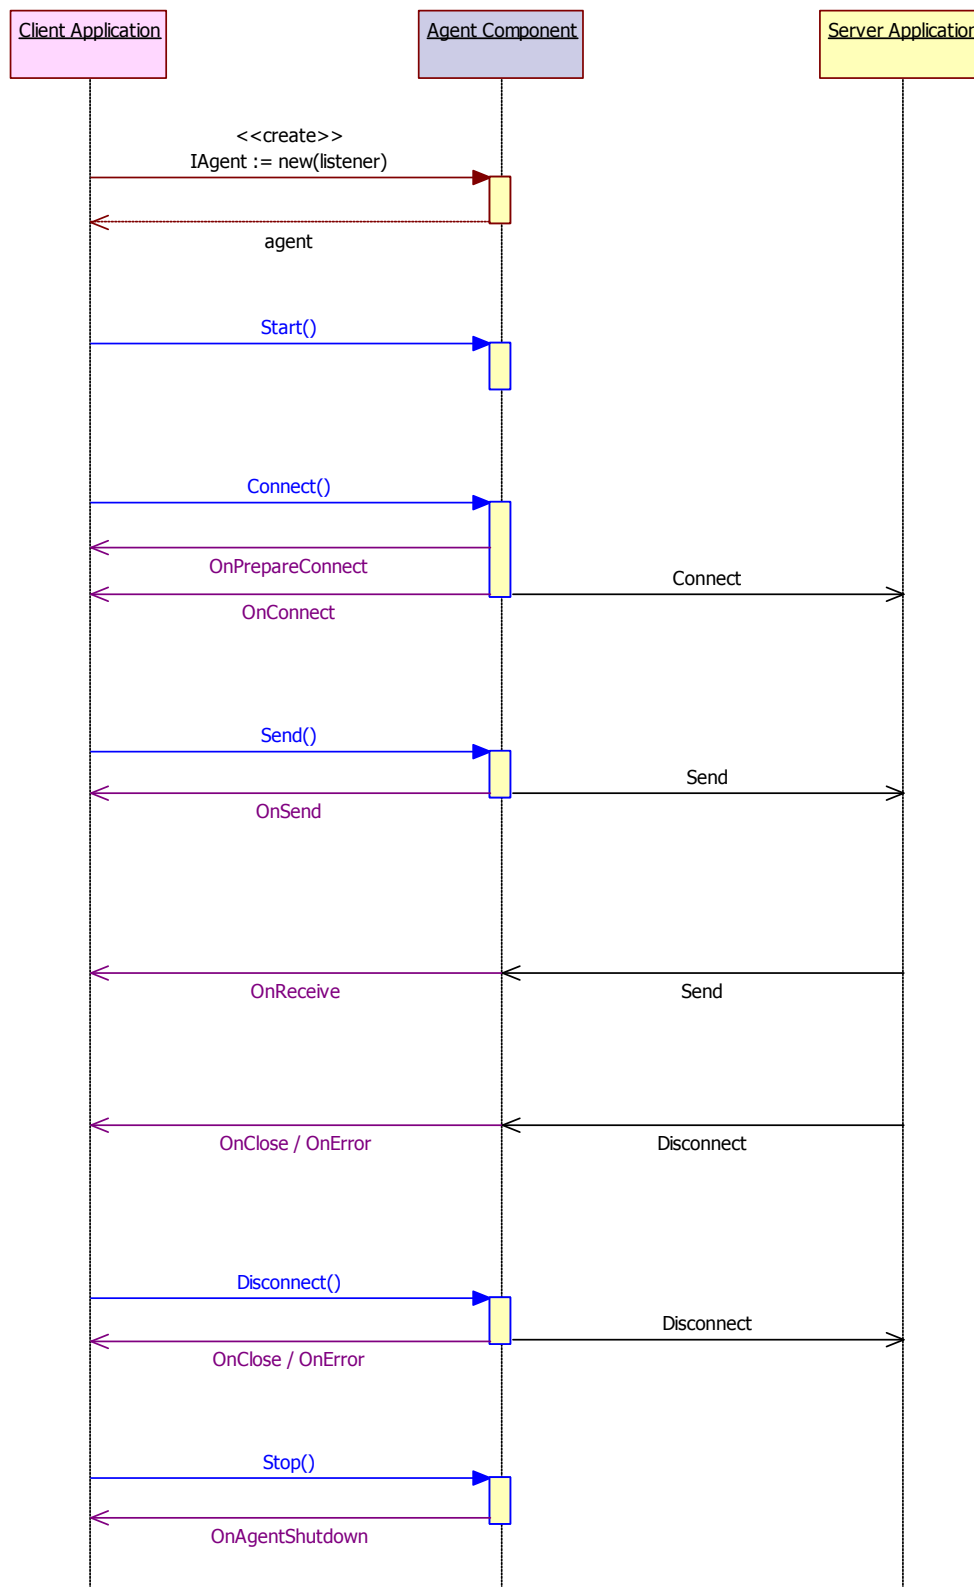 Client Application
Agent Component
Server Application
<<create>>
IAgent := new(listener)
agent
Start()
Connect()
OnPrepareConnect
Connect
OnConnect
Send()
Send
OnSend
OnReceive
Send
OnClose / OnError
Disconnect
Disconnect()
Disconnect
OnClose / OnError
Stop()
OnAgentShutdown